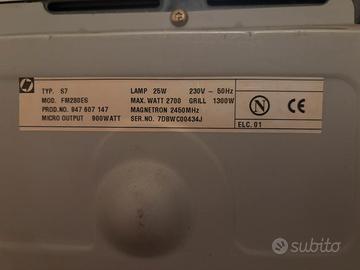 TYP. S7 LAMP 25W 230V - 50Hz
MOD. FM280ES MAX. WATT 2700 GRILL 1300W
PROD.NO. 947 607 147 MAGNETRON 2450MHz
MICRO OUTPUT 900WATT SER.NO. 7DBWC00434J
N CE
ELC. 01
subito